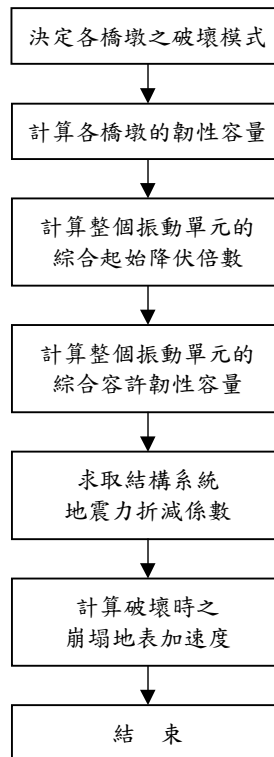 決定各橋墩之破壞模式
計算各橋墩的韌性容量
計算整個振動單元的
綜合起始降伏倍數
計算整個振動單元的
綜合容許韌性容量
求取結構系統
地震力折減係數
計算破壞時之
崩塌地表加速度
結 束